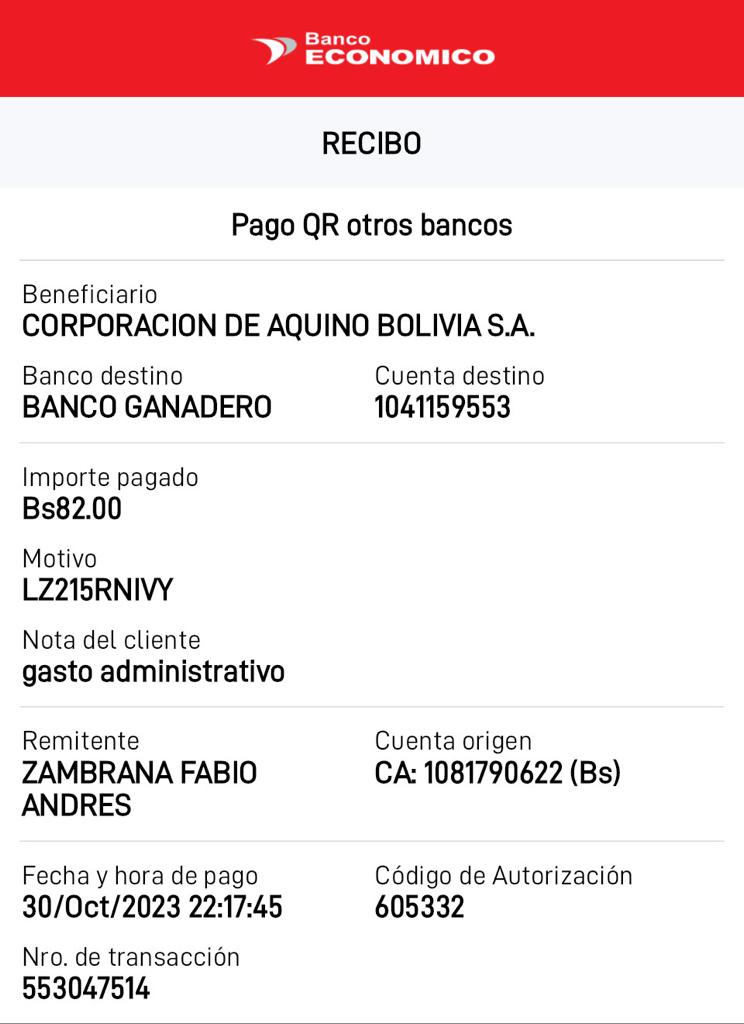 Banco
ECONOMICO
RECIBO
Pago QR otros bancos
Beneficiario
CORPORACION DE AQUINO BOLIVIA S.A.
Banco destino
BANCO GANADERO
Cuenta destino
1041159553
Importe pagado
Bs82.00
Motivo
LZ215RNIVY
Nota del cliente
gasto administrativo
Remitente
ZAMBRANA FABIO
ANDRES
Cuenta origen
CA: 1081790622 (Bs)
Fecha y hora de pago
30/Oct/2023 22:17:45
Código de Autorización
605332
Nro. de transacción
553047514